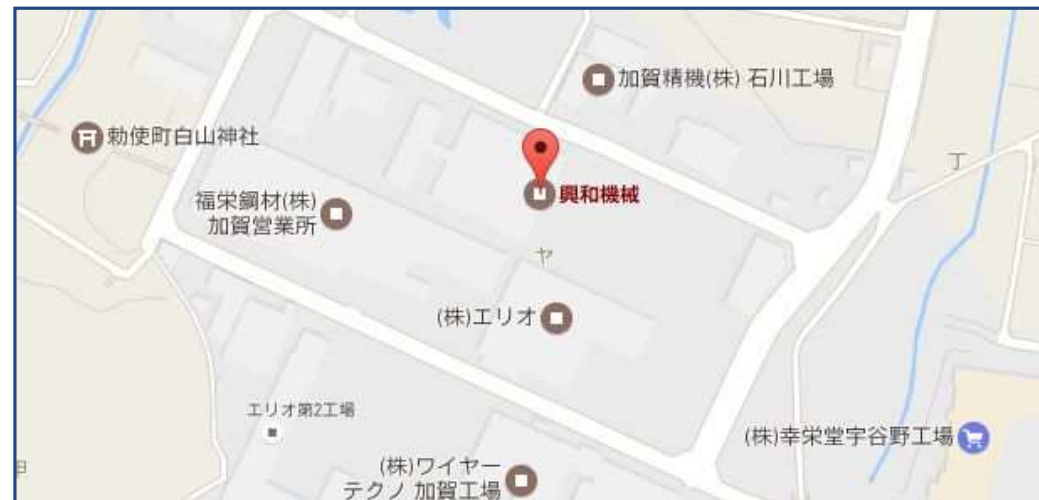 加賀精機(株) 石川工場
勅使町白山神社
丁
興和機械
福栄鋼材(株)
加賀営業所
ヤ
(株)エリオ
エリオ第2工場
(株)幸栄堂宇谷野工場
(株)ワイヤー
テクノ 加賀工場